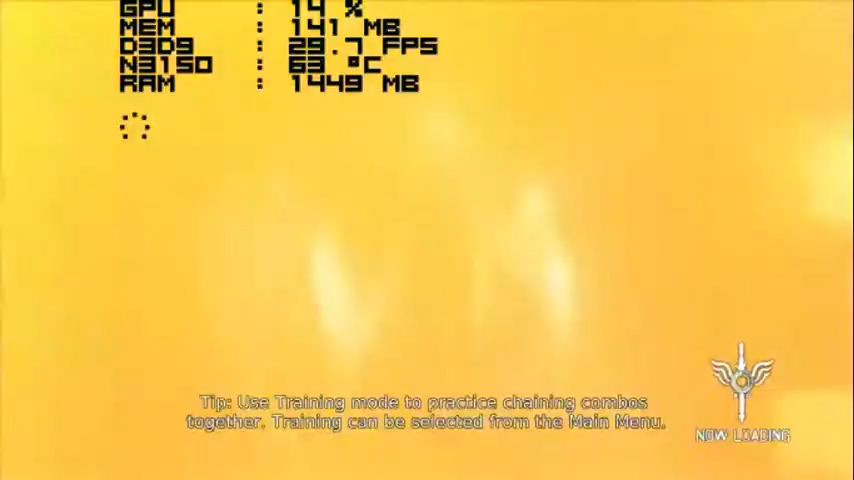 GPU : 14 %
MEM : 141 MB
D3D9 : 29.7 FPS
N3150 : 63 °C
RAM : 1449 MB
Tip: Use Training mode to practice chaining combos
together. Training can be selected from the Main Menu.
NOW LOADING